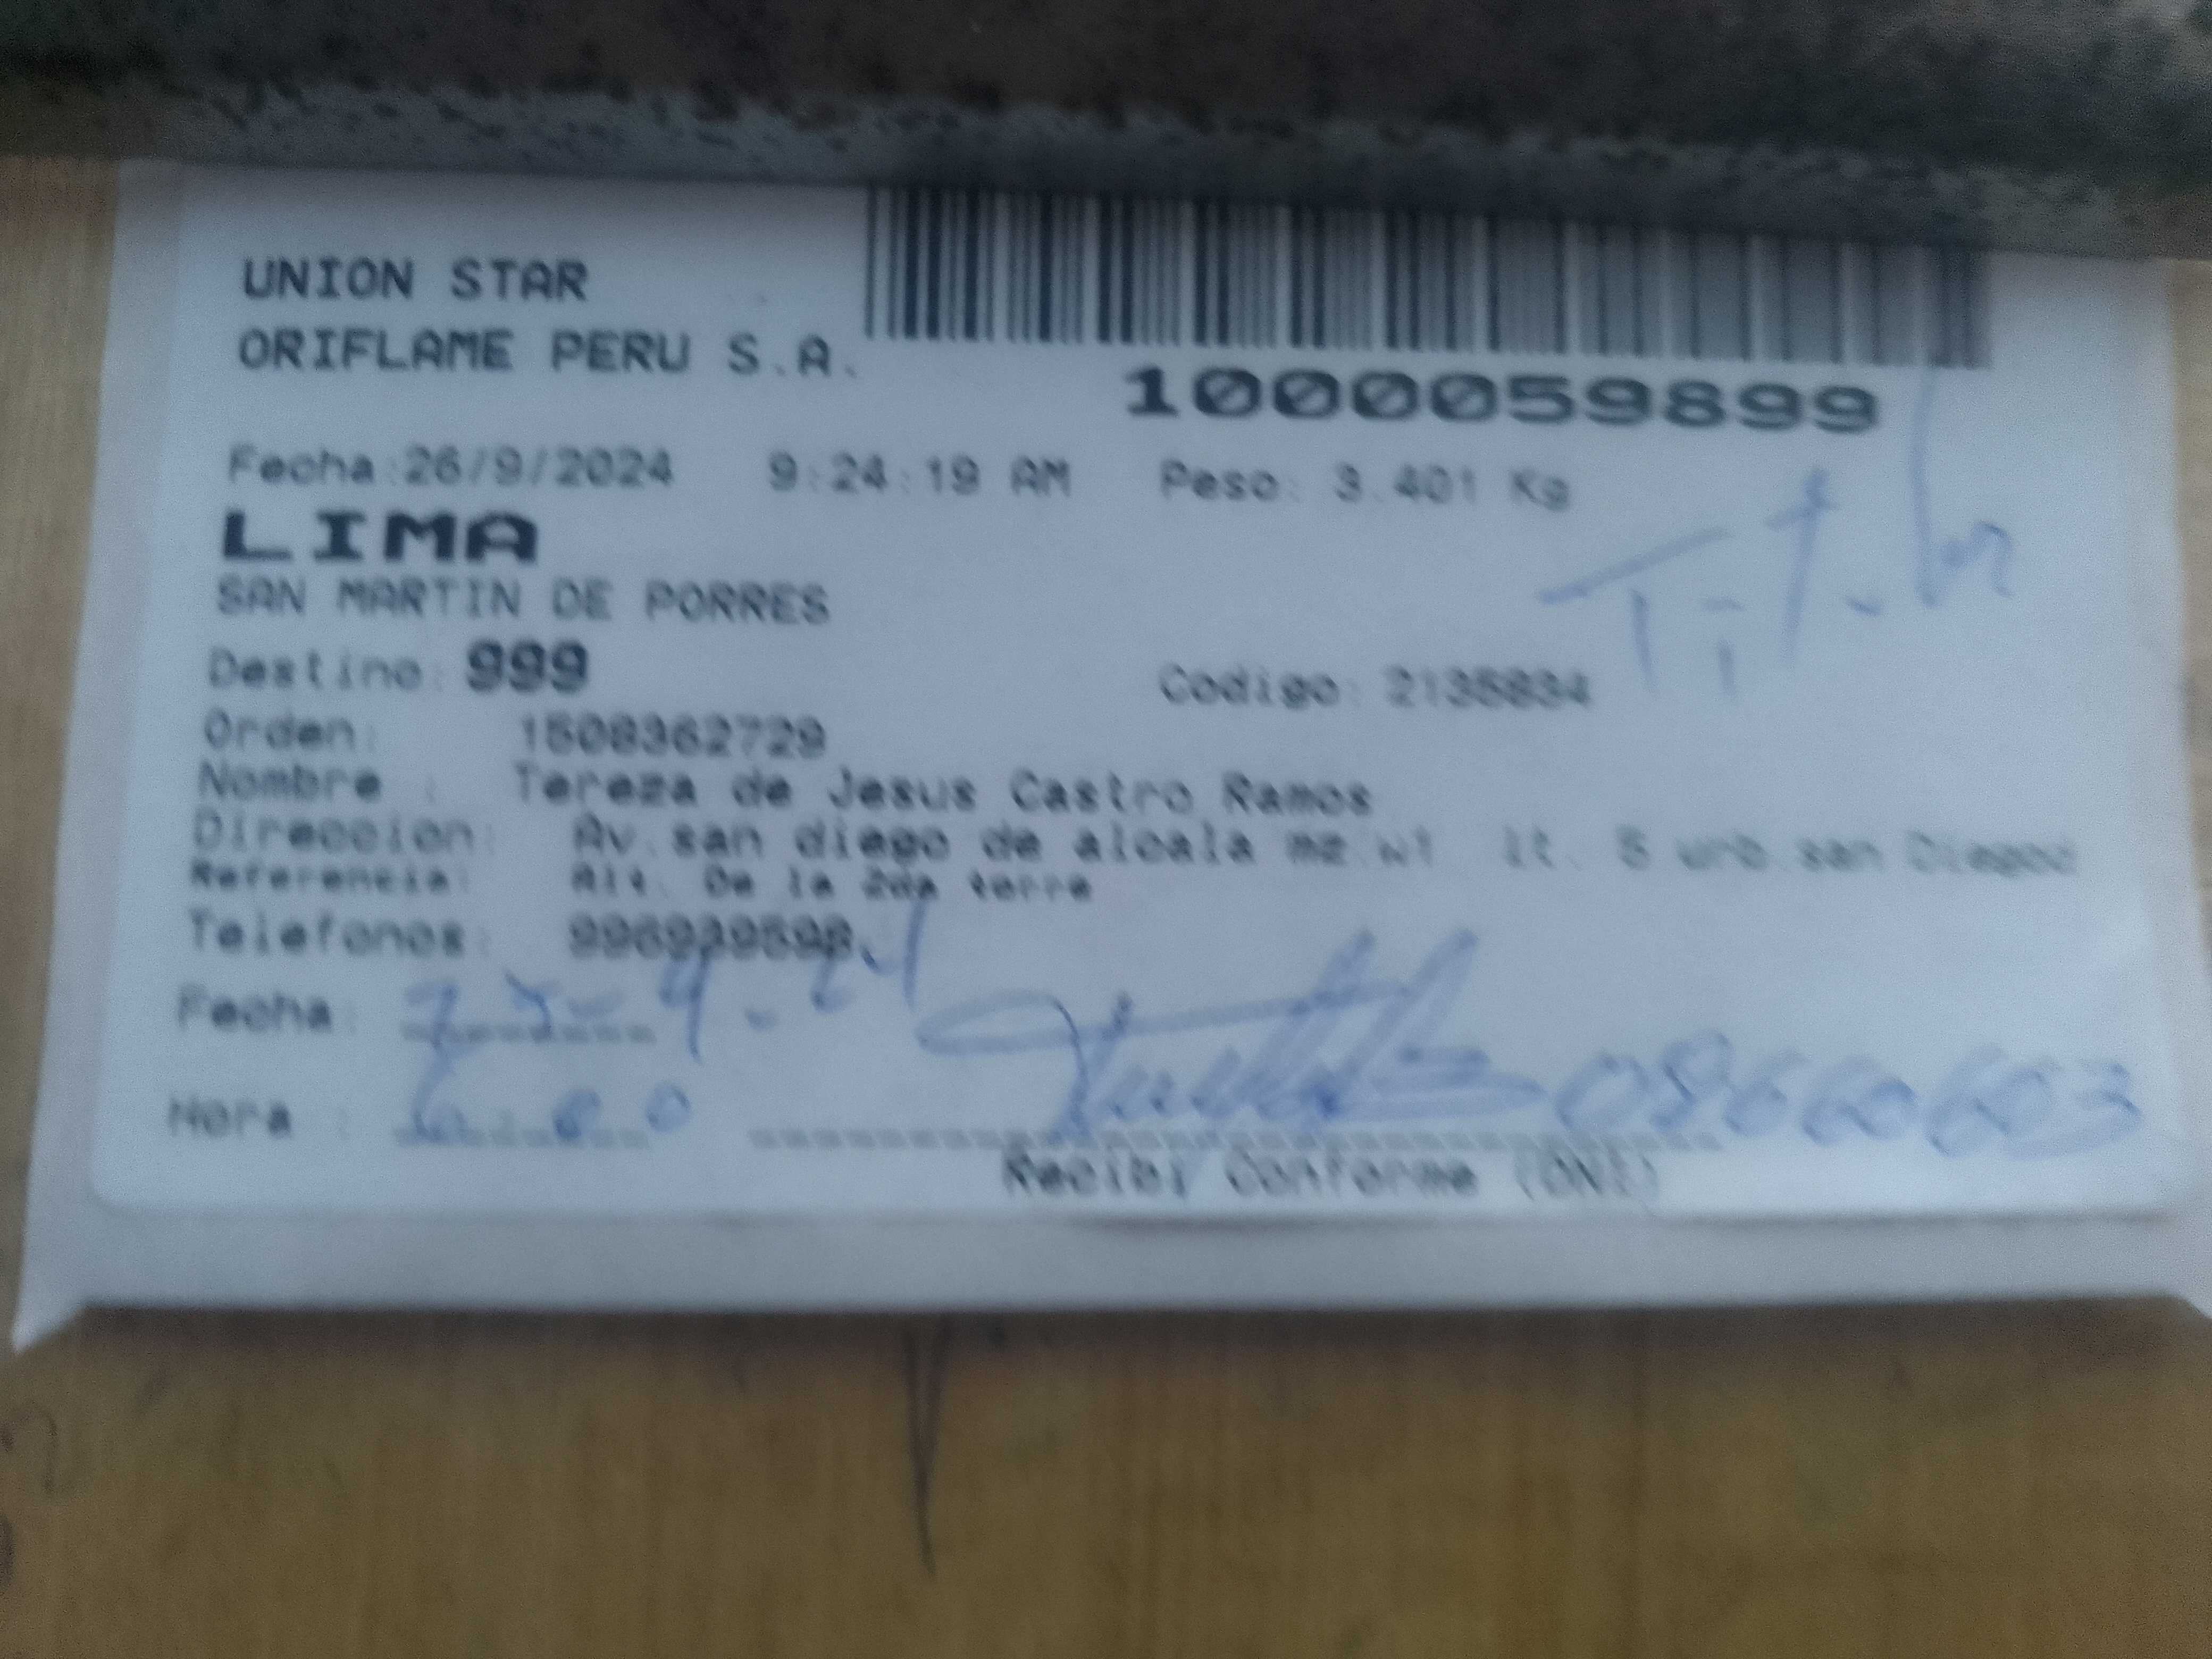 UNION STAR
ORIFLAME PERU S.A.
1000059899
Fecha:26/9/2024 9:24:19 AM Peso: 3.401 Kg
LIMA
SAN MARTIN DE PORRES
Destino: 999
Codigo: 2135834
Orden: 1508362729
Nombre : Tereza de Jesus Castro Ramos
Direccion: Av.san diego de alcala mz.w1 lt. 5 urb.san Diegod
Referencia: Alt. De la 2da torre
Telefonos:
Fecha:
Hora :
Recibi Conforme (DNI)